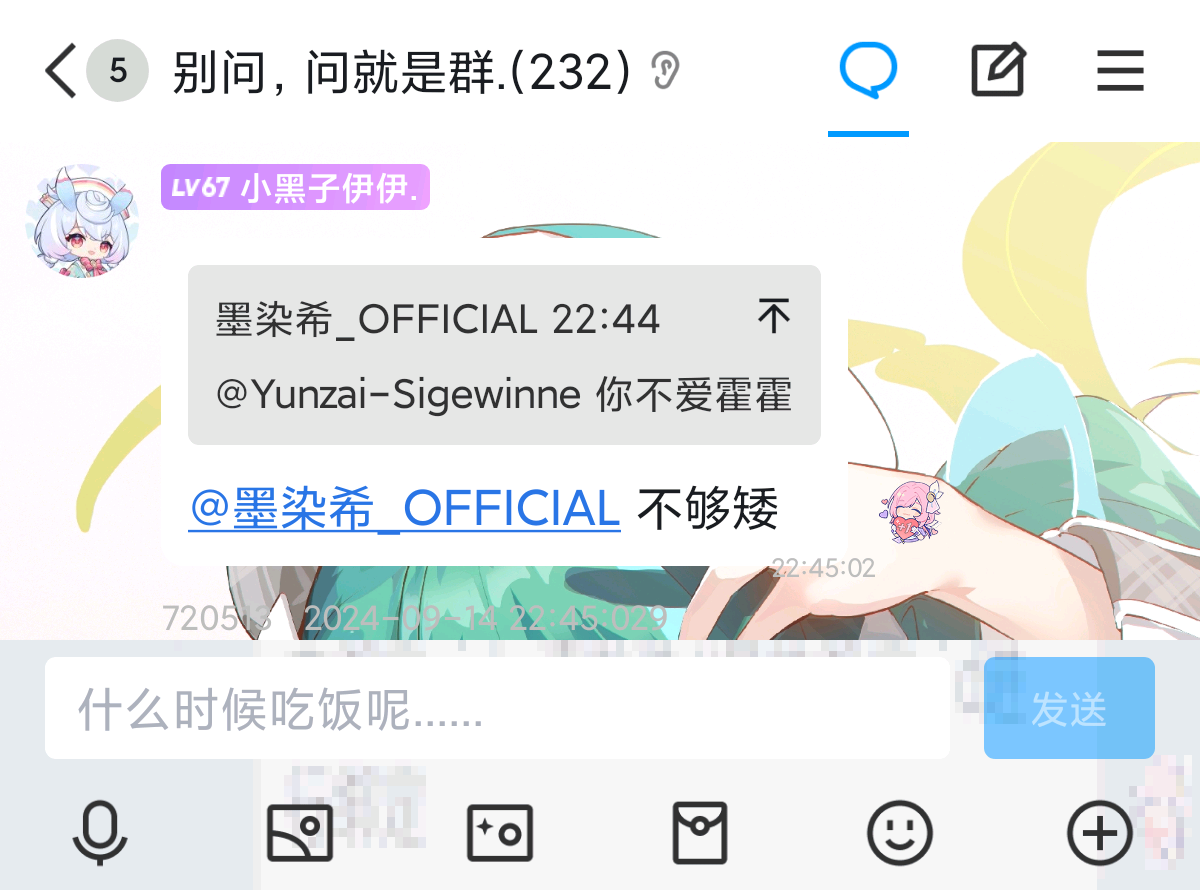 5 别问，问就是群.(232)
LV67 小黑子伊伊.
墨染希_OFFICIAL 22:44
@Yunzai-Sigewinne 你不爱霍霍
@墨染希_OFFICIAL 不够矮
22:45:02
720513 \ 2024-09-14 22:45:029
什么时候吃饭呢...... 发送